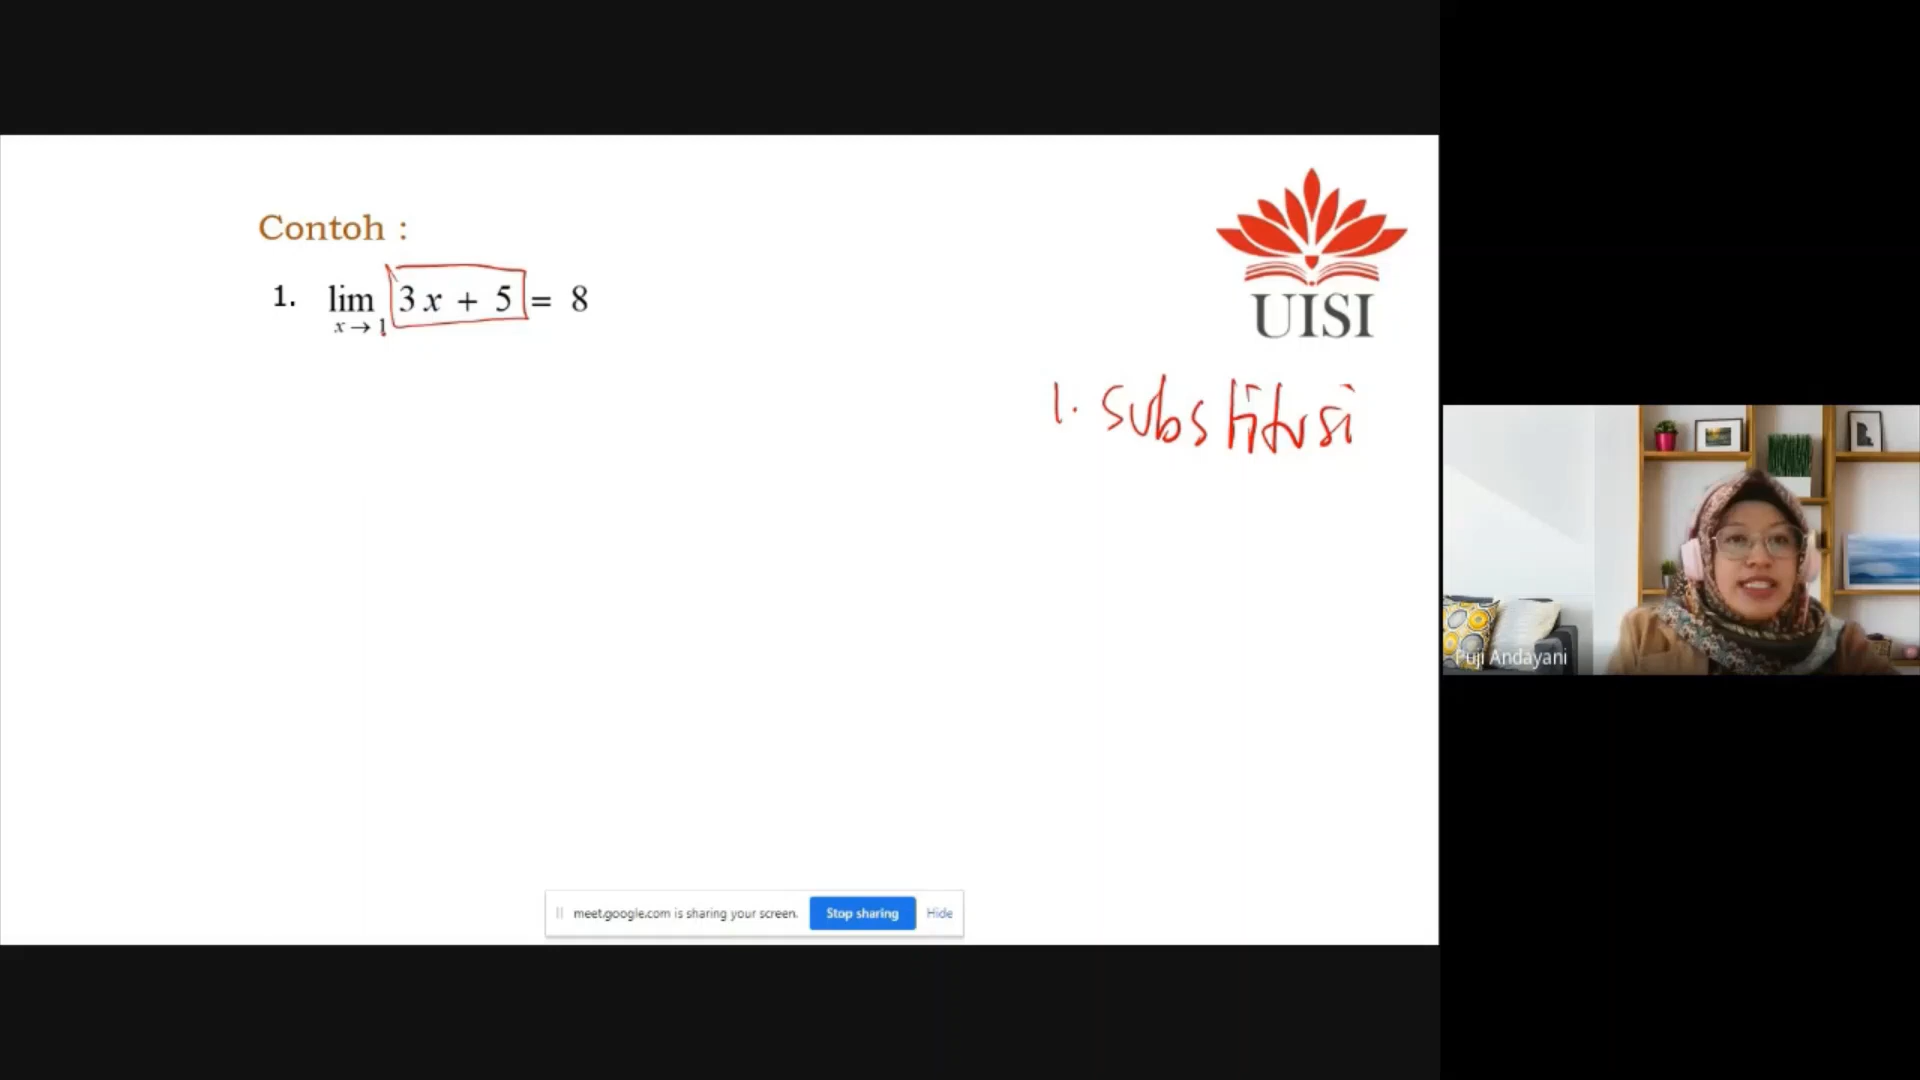 Contoh :
1. lim 3x + 5 = 8
x → 1
UISI
1. Substitusi
Puji Andayani
meet.google.com is sharing your screen. Stop sharing Hide